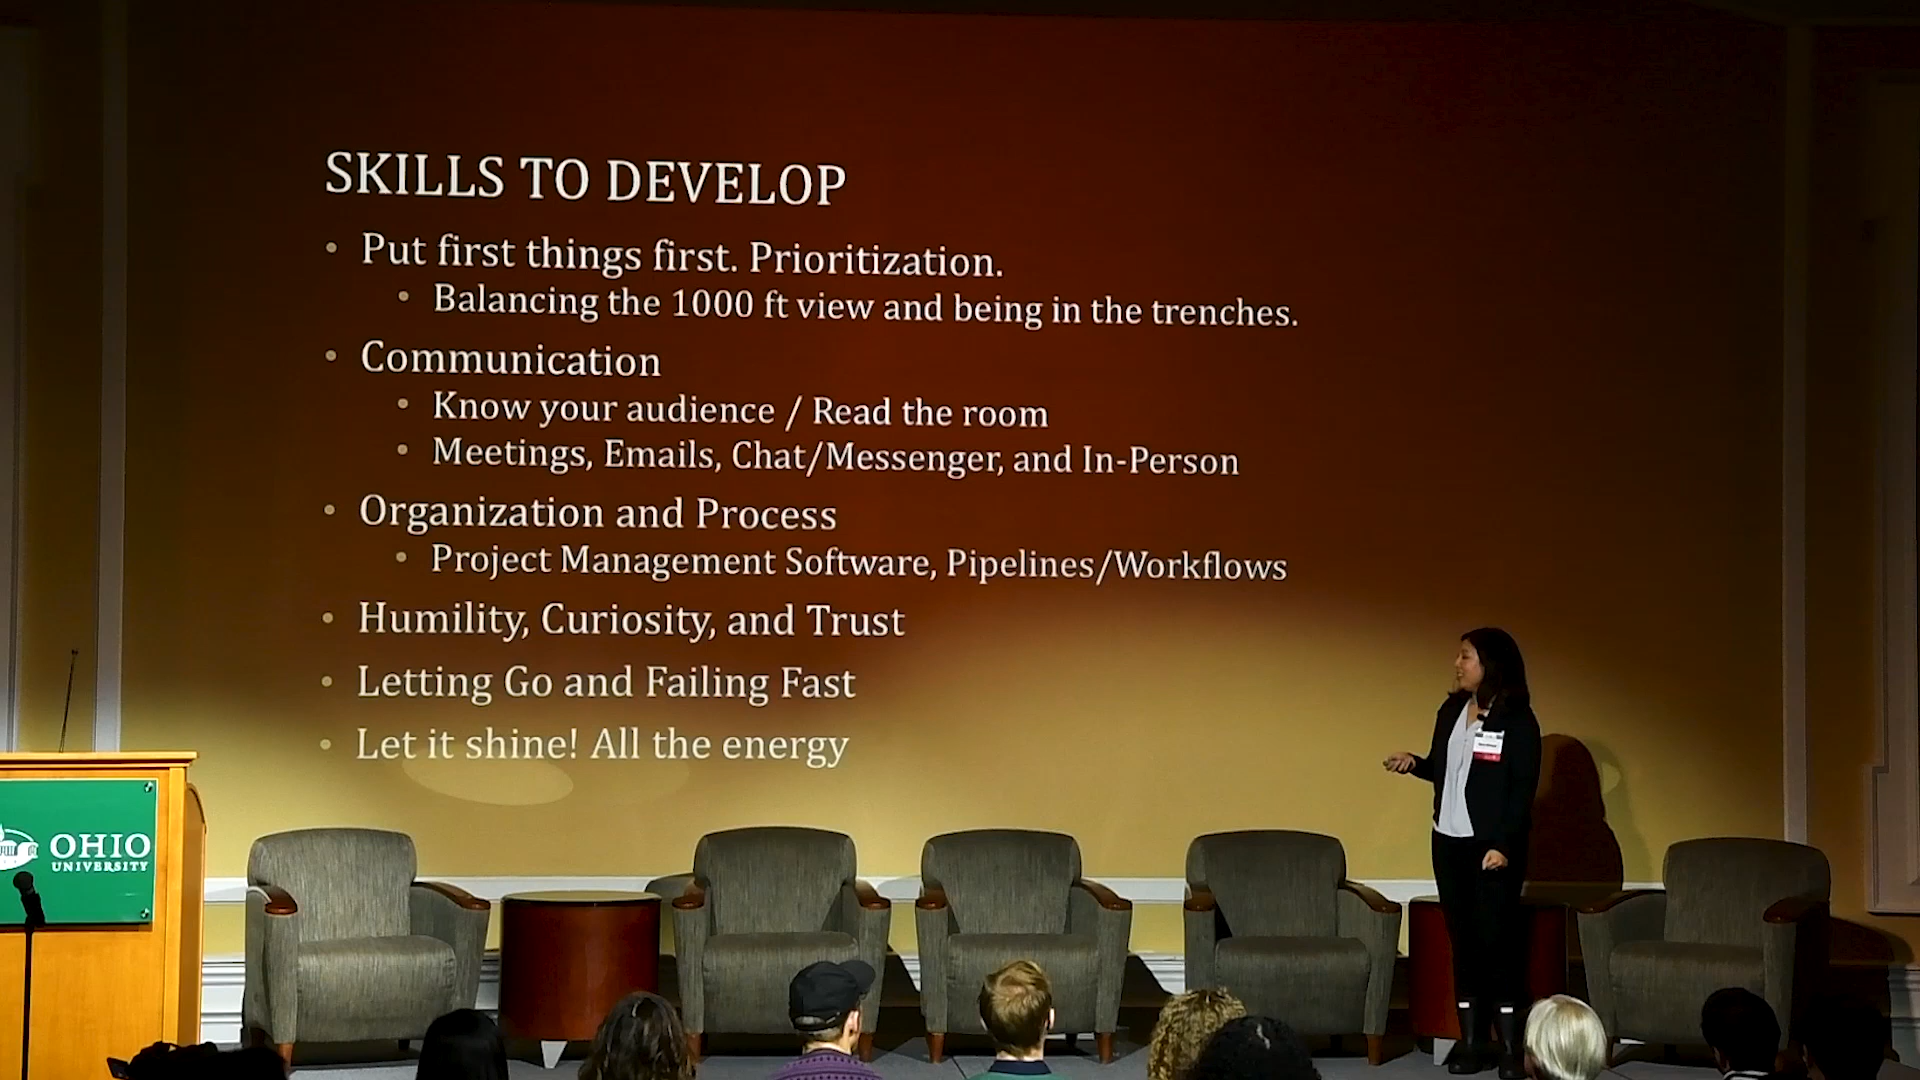 SKILLS TO DEVELOP
• Put first things first. Prioritization.
• Balancing the 1000 ft view and being in the trenches.
• Communication
• Know your audience / Read the room
• Meetings, Emails, Chat/Messenger, and In-Person
• Organization and Process
• Project Management Software, Pipelines/Workflows
• Humility, Curiosity, and Trust
• Letting Go and Failing Fast
• Let it shine! All the energy
OHIO
UNIVERSITY